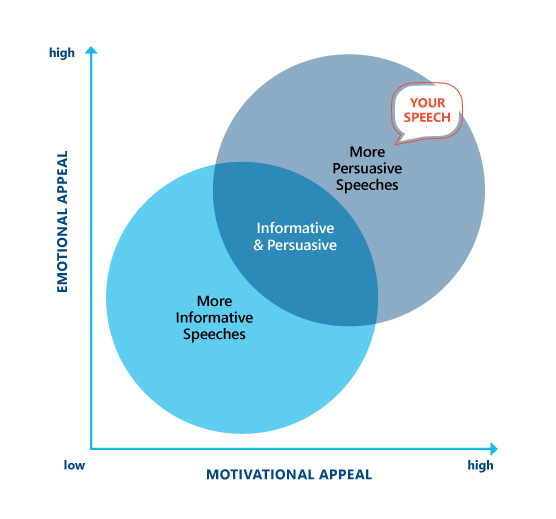 high
YOUR
SPEECH
More
Persuasive
Speeches
EMOTIONAL APPEAL
Informative
& Persuasive
More
Informative
Speeches
low
high
MOTIVATIONAL APPEAL